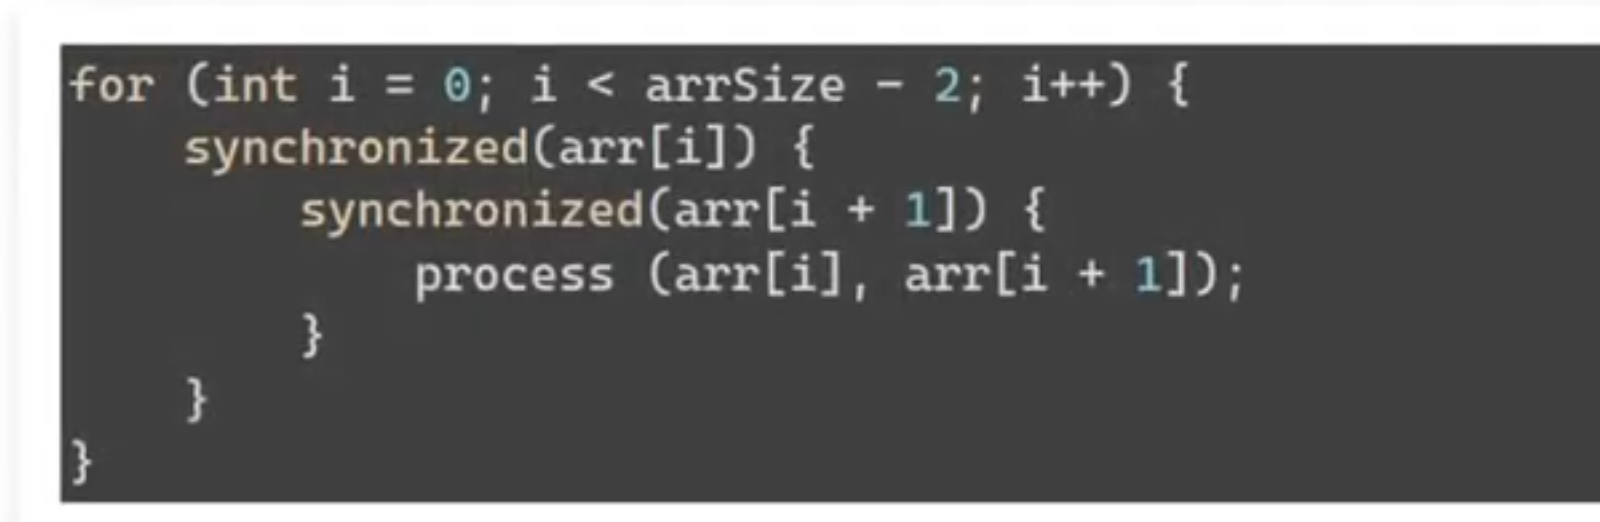 for (int i = 0; i < arrSize - 2; i++) {
    synchronized(arr[i]) {
        synchronized(arr[i + 1]) {
            process (arr[i], arr[i + 1]);
        }
    }
}